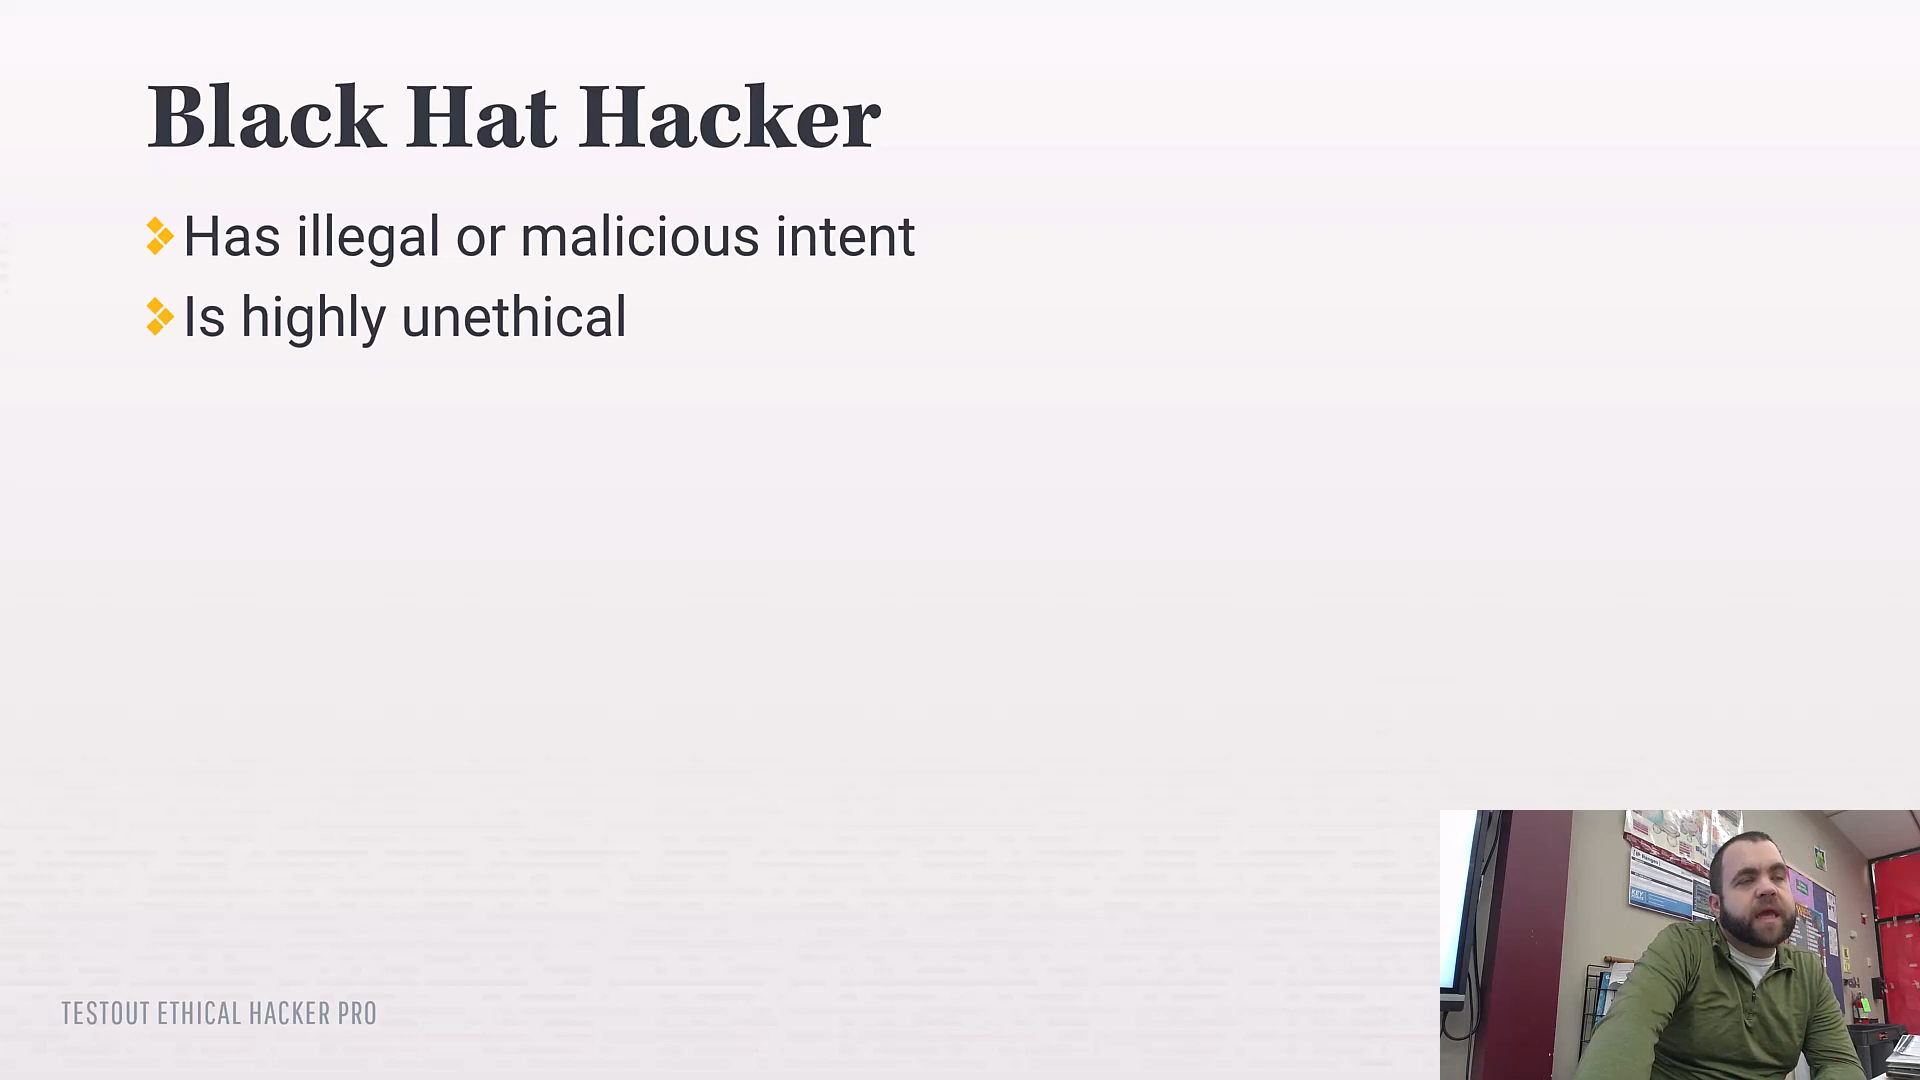 Black Hat Hacker
Has illegal or malicious intent
Is highly unethical
TESTOUT ETHICAL HACKER PRO